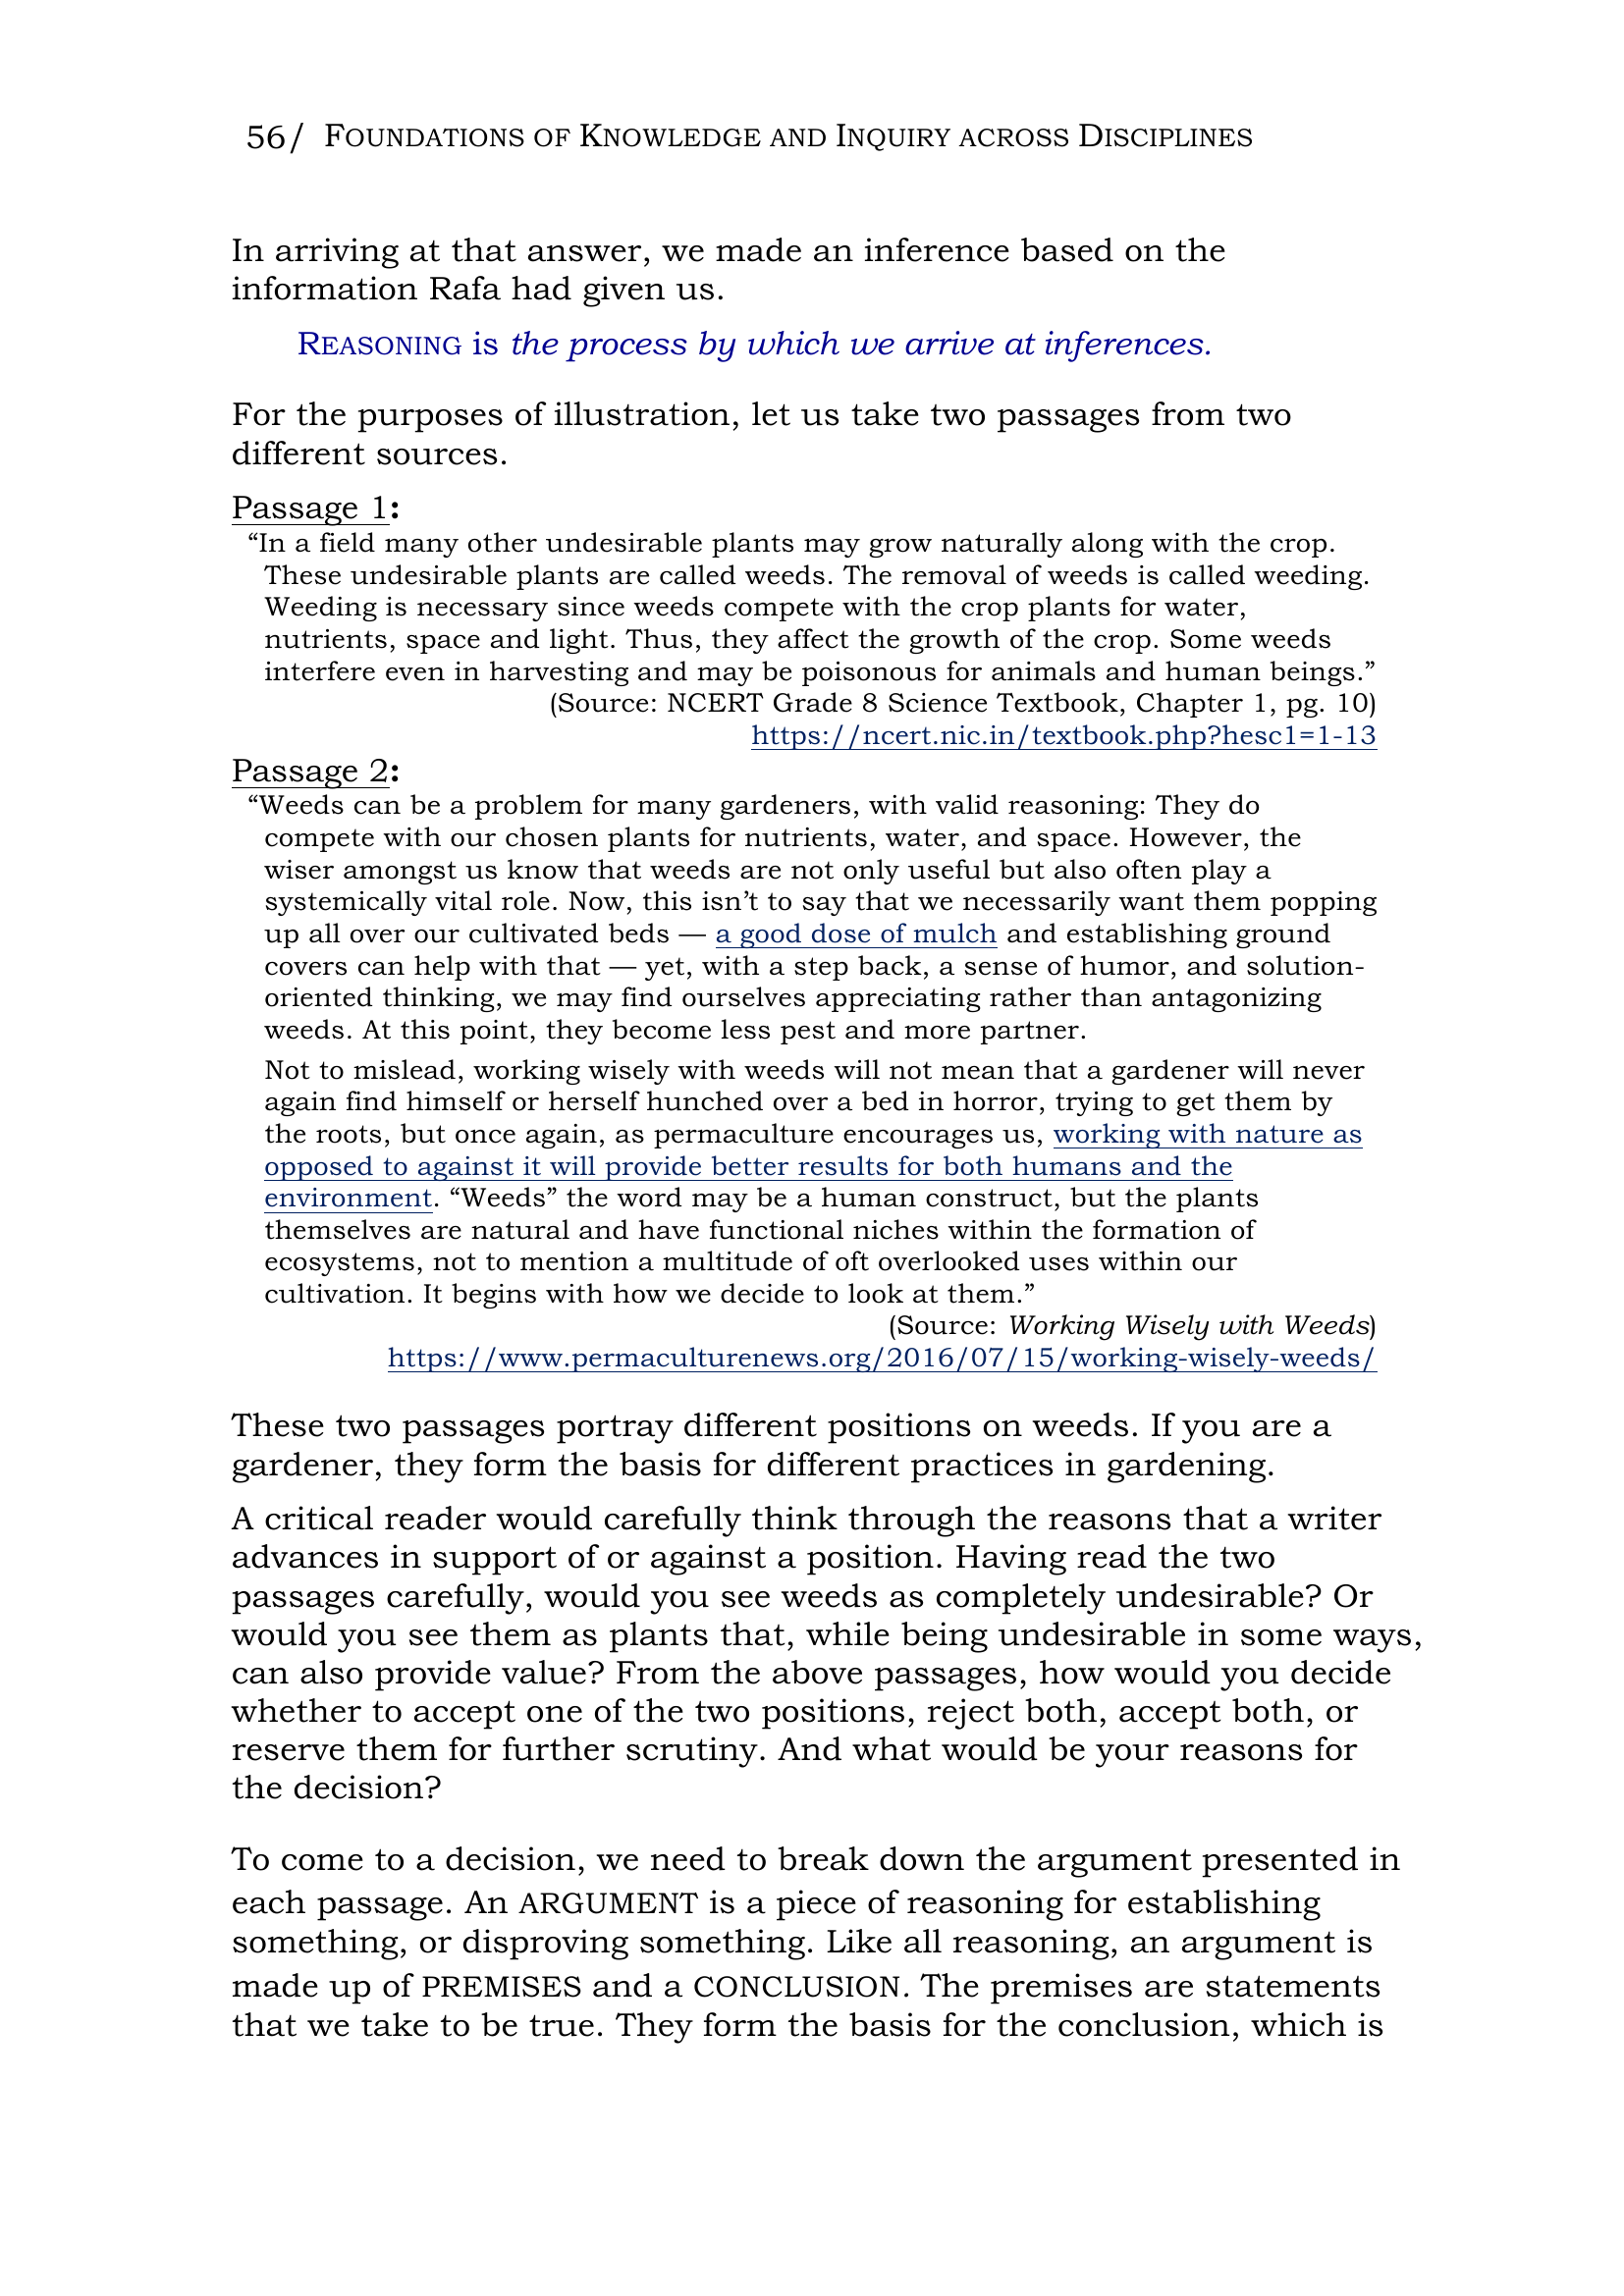 56/ FOUNDATIONS OF KNOWLEDGE AND INQUIRY ACROSS DISCIPLINES
In arriving at that answer, we made an inference based on the
information Rafa had given us.
REASONING is the process by which we arrive at inferences.
For the purposes of illustration, let us take two passages from two
different sources.
Passage 1:
“In a field many other undesirable plants may grow naturally along with the crop.
These undesirable plants are called weeds. The removal of weeds is called weeding.
Weeding is necessary since weeds compete with the crop plants for water,
nutrients, space and light. Thus, they affect the growth of the crop. Some weeds
interfere even in harvesting and may be poisonous for animals and human beings.”
(Source: NCERT Grade 8 Science Textbook, Chapter 1, pg. 10)
https://ncert.nic.in/textbook.php?hesc1=1-13
Passage 2:
“Weeds can be a problem for many gardeners, with valid reasoning: They do
compete with our chosen plants for nutrients, water, and space. However, the
wiser amongst us know that weeds are not only useful but also often play a
systemically vital role. Now, this isn’t to say that we necessarily want them popping
up all over our cultivated beds — a good dose of mulch and establishing ground
covers can help with that — yet, with a step back, a sense of humor, and solution-
oriented thinking, we may find ourselves appreciating rather than antagonizing
weeds. At this point, they become less pest and more partner.
Not to mislead, working wisely with weeds will not mean that a gardener will never
again find himself or herself hunched over a bed in horror, trying to get them by
the roots, but once again, as permaculture encourages us, working with nature as
opposed to against it will provide better results for both humans and the
environment. “Weeds” the word may be a human construct, but the plants
themselves are natural and have functional niches within the formation of
ecosystems, not to mention a multitude of oft overlooked uses within our
cultivation. It begins with how we decide to look at them.”
(Source: Working Wisely with Weeds)
https://www.permaculturenews.org/2016/07/15/working-wisely-weeds/
These two passages portray different positions on weeds. If you are a
gardener, they form the basis for different practices in gardening.
A critical reader would carefully think through the reasons that a writer
advances in support of or against a position. Having read the two
passages carefully, would you see weeds as completely undesirable? Or
would you see them as plants that, while being undesirable in some ways,
can also provide value? From the above passages, how would you decide
whether to accept one of the two positions, reject both, accept both, or
reserve them for further scrutiny. And what would be your reasons for
the decision?
To come to a decision, we need to break down the argument presented in
each passage. An ARGUMENT is a piece of reasoning for establishing
something, or disproving something. Like all reasoning, an argument is
made up of PREMISES and a CONCLUSION. The premises are statements
that we take to be true. They form the basis for the conclusion, which is